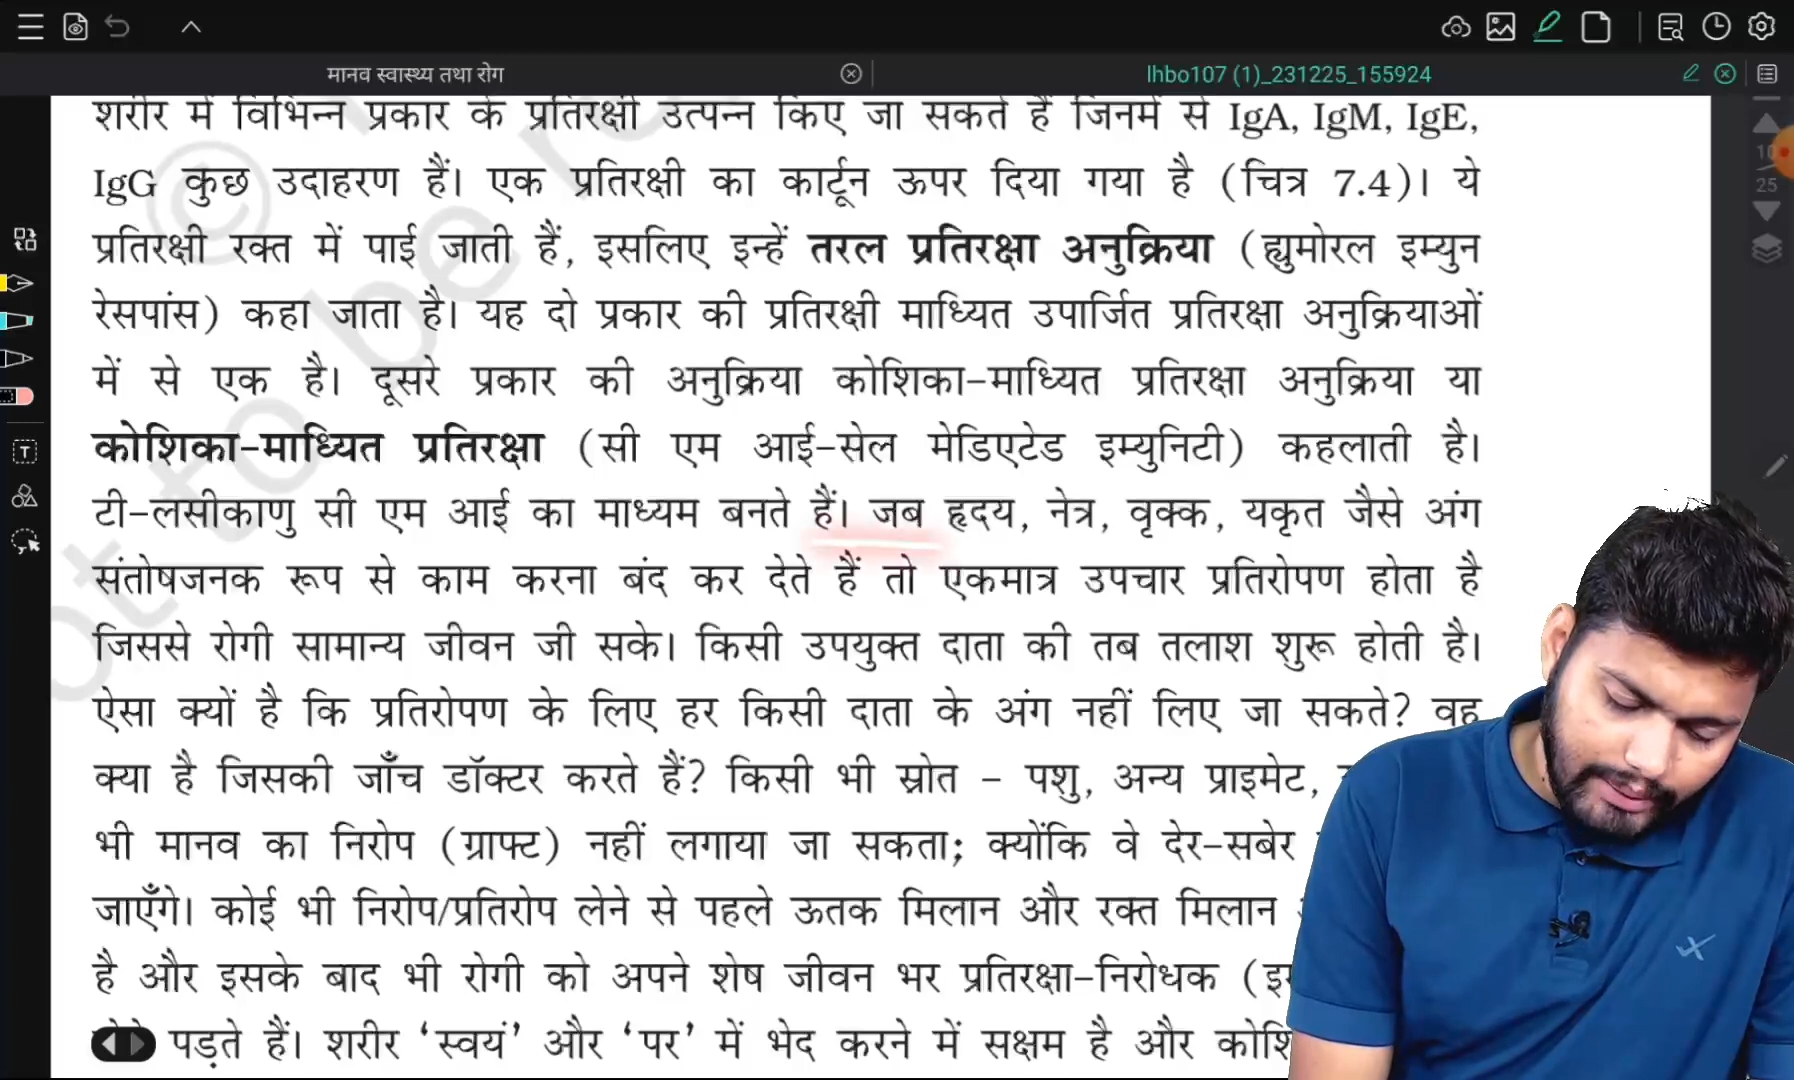 मानव स्वास्थ्य तथा रोग
lhbo107 (1)_231225_155924
शरीर में विभिन्न प्रकार के प्रतिरक्षी उत्पन्न किए जा सकते हैं जिनमें से IgA, IgM, IgE,
IgG कुछ उदाहरण हैं। एक प्रतिरक्षी का कार्टून ऊपर दिया गया है (चित्र 7.4)। ये
प्रतिरक्षी रक्त में पाई जाती हैं, इसलिए इन्हें तरल प्रतिरक्षा अनुक्रिया (ह्युमोरल इम्युन
रेसपांस) कहा जाता है। यह दो प्रकार की प्रतिरक्षी माध्यित उपार्जित प्रतिरक्षा अनुक्रियाओं
में से एक है। दूसरे प्रकार की अनुक्रिया कोशिका-माध्यित प्रतिरक्षा अनुक्रिया या
कोशिका-माध्यित प्रतिरक्षा (सी एम आई-सेल मेडिएटेड इम्युनिटी) कहलाती है।
टी-लसीकाणु सी एम आई का माध्यम बनते हैं। जब हृदय, नेत्र, वृक्क, यकृत जैसे अंग
संतोषजनक रूप से काम करना बंद कर देते हैं तो एकमात्र उपचार प्रतिरोपण होता है
जिससे रोगी सामान्य जीवन जी सके। किसी उपयुक्त दाता की तब तलाश शुरू होती है।
ऐसा क्यों है कि प्रतिरोपण के लिए हर किसी दाता के अंग नहीं लिए जा सकते? वह
क्या है जिसकी जाँच डॉक्टर करते हैं? किसी भी स्रोत – पशु, अन्य प्राइमेट,
भी मानव का निरोप (ग्राफ्ट) नहीं लगाया जा सकता; क्योंकि वे देर-सबेर
जाएँगे। कोई भी निरोप/प्रतिरोप लेने से पहले ऊतक मिलान और रक्त मिलान
है और इसके बाद भी रोगी को अपने शेष जीवन भर प्रतिरक्षा-निरोधक
पड़ते हैं। शरीर ‘स्वयं’ और ‘पर’ में भेद करने में सक्षम है और
25